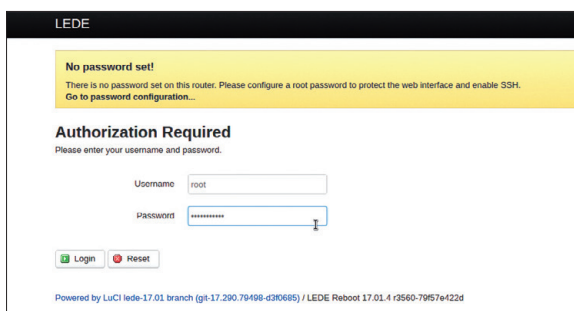 LEDE
No password set!
There is no password set on this router. Please configure a root password to protect the web interface and enable SSH.
Go to password configuration...
Authorization Required
Please enter your username and password.
Username root
Password ***********
Login Reset
Powered by LuCI lede-17.01 branch (git-17.290.79498-d3f0685) / LEDE Reboot 17.01.4 r3560-79f57e422d